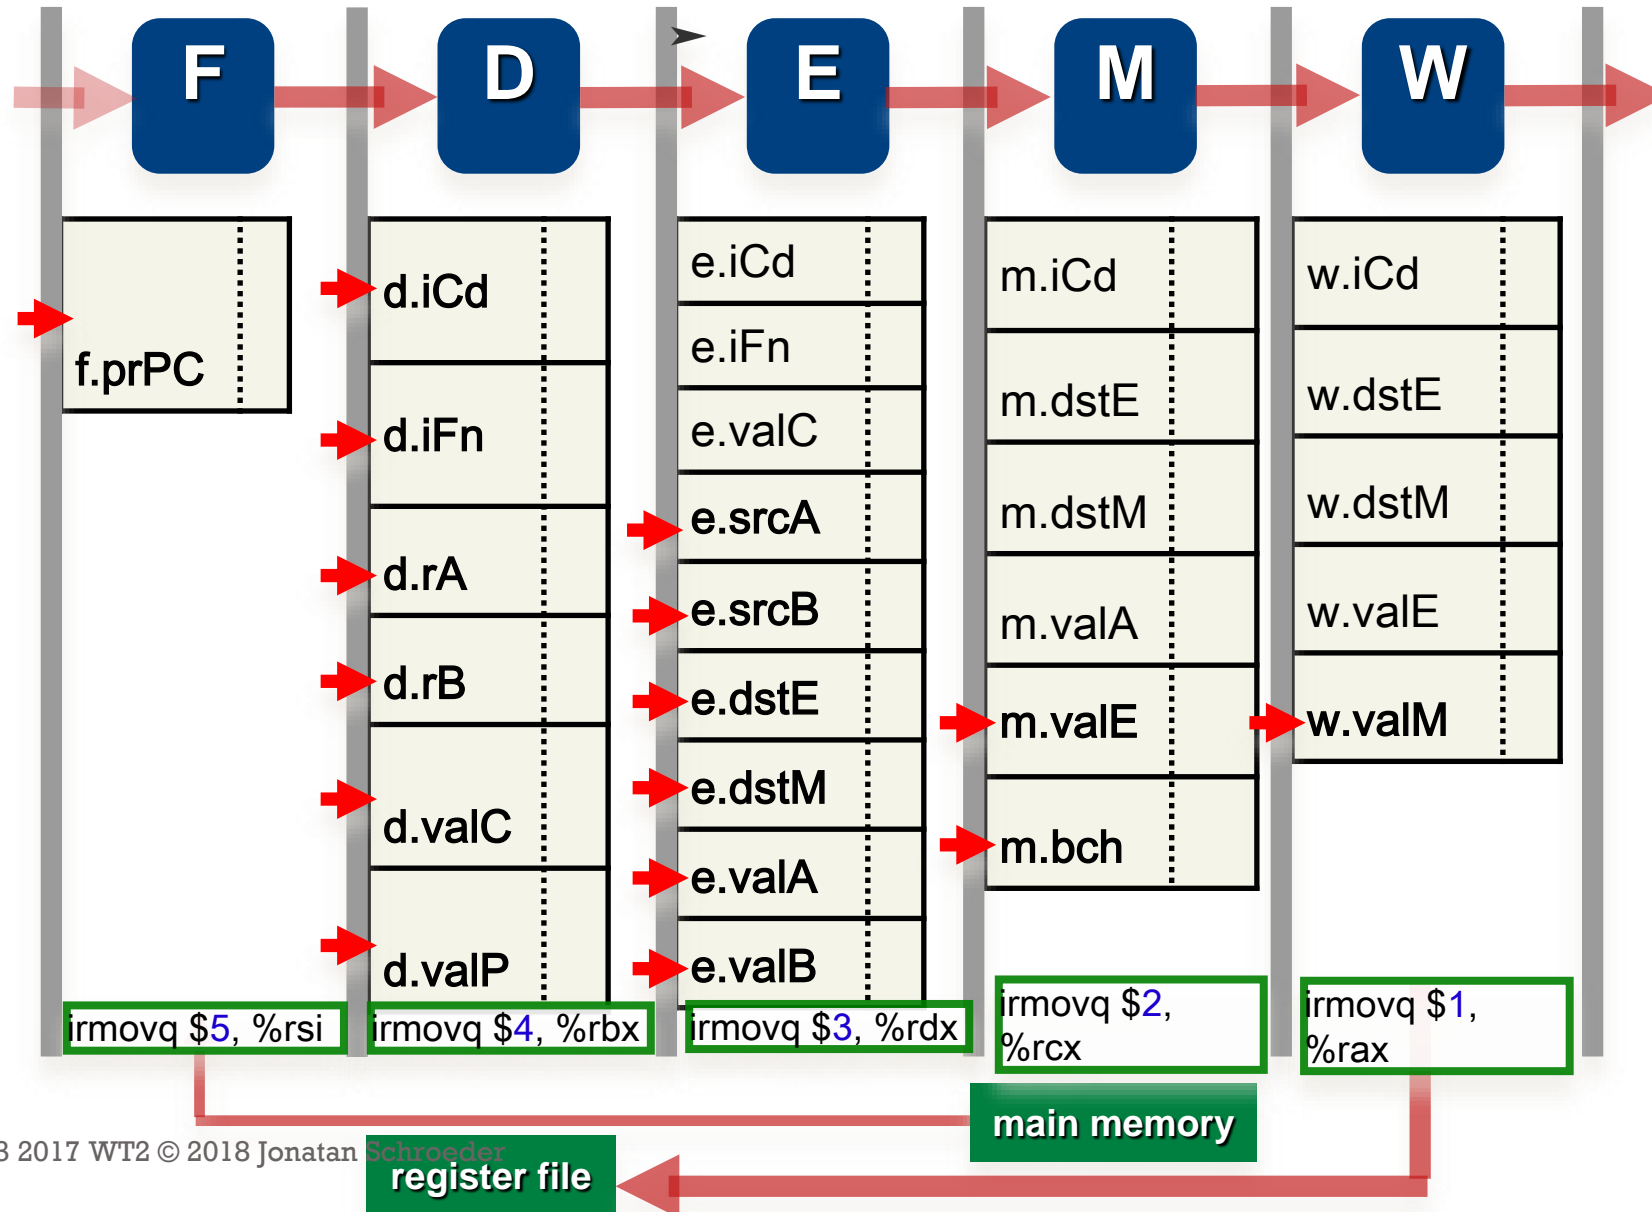 F
D
E
M
W
f.prPC
d.iCd
d.iFn
d.rA
d.rB
d.valC
d.valP
e.iCd
e.iFn
e.valC
e.srcA
e.srcB
e.dstE
e.dstM
e.valA
e.valB
m.iCd
m.dstE
m.dstM
m.valA
m.valE
m.bch
w.iCd
w.dstE
w.dstM
w.valE
w.valM
irmovq $5, %rsi
irmovq $4, %rbx
irmovq $3, %rdx
irmovq $2,
%rcx
irmovq $1,
%rax
main memory
3 2017 WT2 © 2018 Jonatan Schroeder
register file